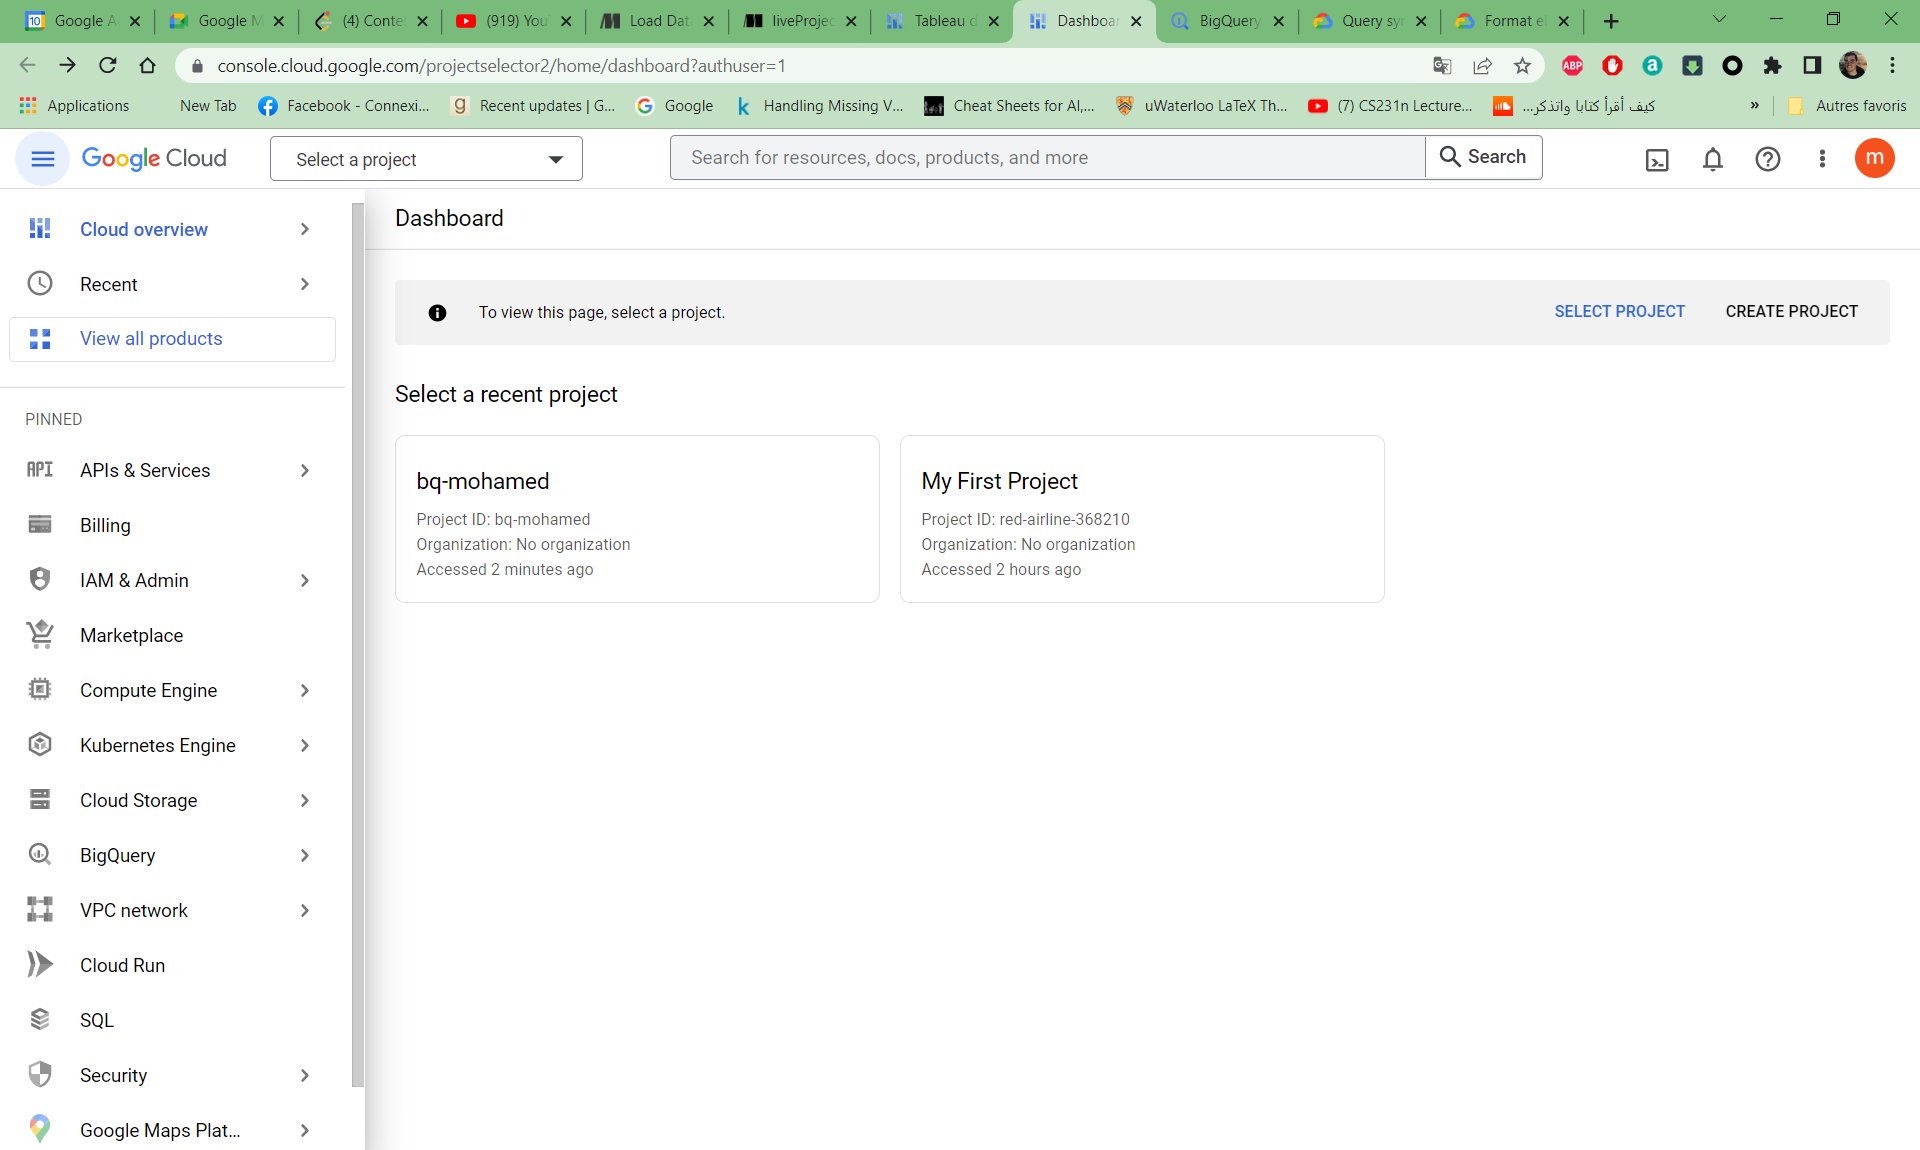 Google A
Google M
(4) Conte
(919) You
Load Dat
liveProjec
Tableau d
Dashboar
BigQuery
Query syn
Format el
console.cloud.google.com/projectselector2/home/dashboard?authuser=1
Applications
New Tab
Facebook - Connexi...
Recent updates | G...
Google
Handling Missing V...
Cheat Sheets for AI,...
uWaterloo LaTeX Th...
(7) CS231n Lecture...
كيف أقرأ كتابا واتذكر...
»
Autres favoris
Google Cloud
Select a project
Search for resources, docs, products, and more
Search
m
Cloud overview
Recent
View all products
PINNED
API APIs & Services
Billing
IAM & Admin
Marketplace
Compute Engine
Kubernetes Engine
Cloud Storage
BigQuery
VPC network
Cloud Run
SQL
Security
Google Maps Plat...
Dashboard
To view this page, select a project.
SELECT PROJECT
CREATE PROJECT
Select a recent project
bq-mohamed
Project ID: bq-mohamed
Organization: No organization
Accessed 2 minutes ago
My First Project
Project ID: red-airline-368210
Organization: No organization
Accessed 2 hours ago